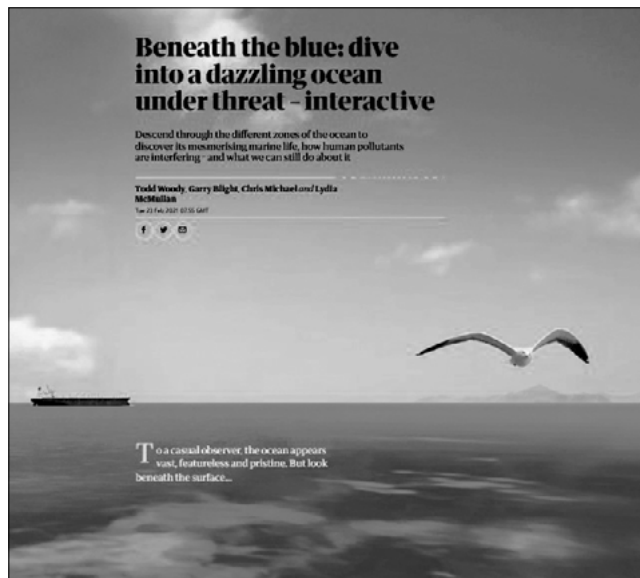 Beneath the blue: dive
into a dazzling ocean
under threat – interactive
Descend through the different zones of the ocean to
discover its mesmerising marine life, how human pollutants
are interfering – and what we can still do about it
Todd Woody, Garry Blight, Chris Michael and Lydia
McMullan
Tue 23 Feb 2021 07.55 GMT
To a casual observer, the ocean appears
vast, featureless and pristine. But look
beneath the surface...